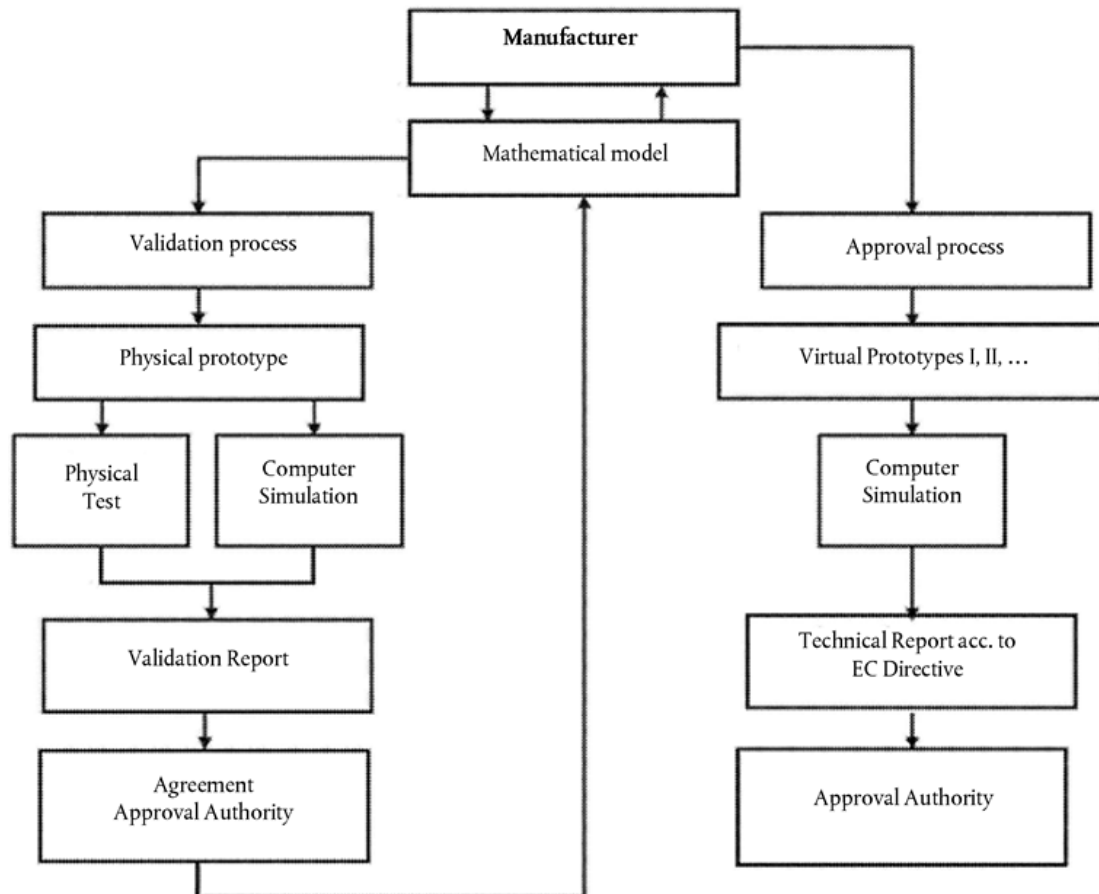 Manufacturer
Mathematical model
Validation process
Approval process
Physical prototype
Virtual Prototypes I, II, ...
Physical
Test
Computer
Simulation
Computer
Simulation
Validation Report
Technical Report acc. to
EC Directive
Agreement
Approval Authority
Approval Authority